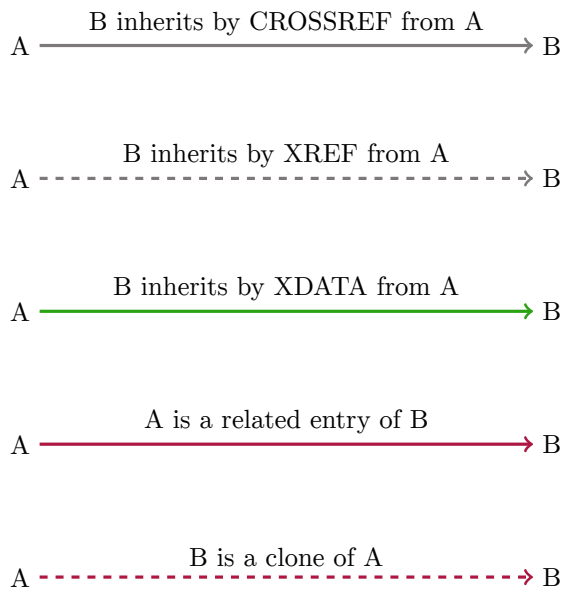 B inherits by CROSSREF from A
A B
B inherits by XREF from A
A B
B inherits by XDATA from A
A B
A is a related entry of B
A B
B is a clone of A
A B